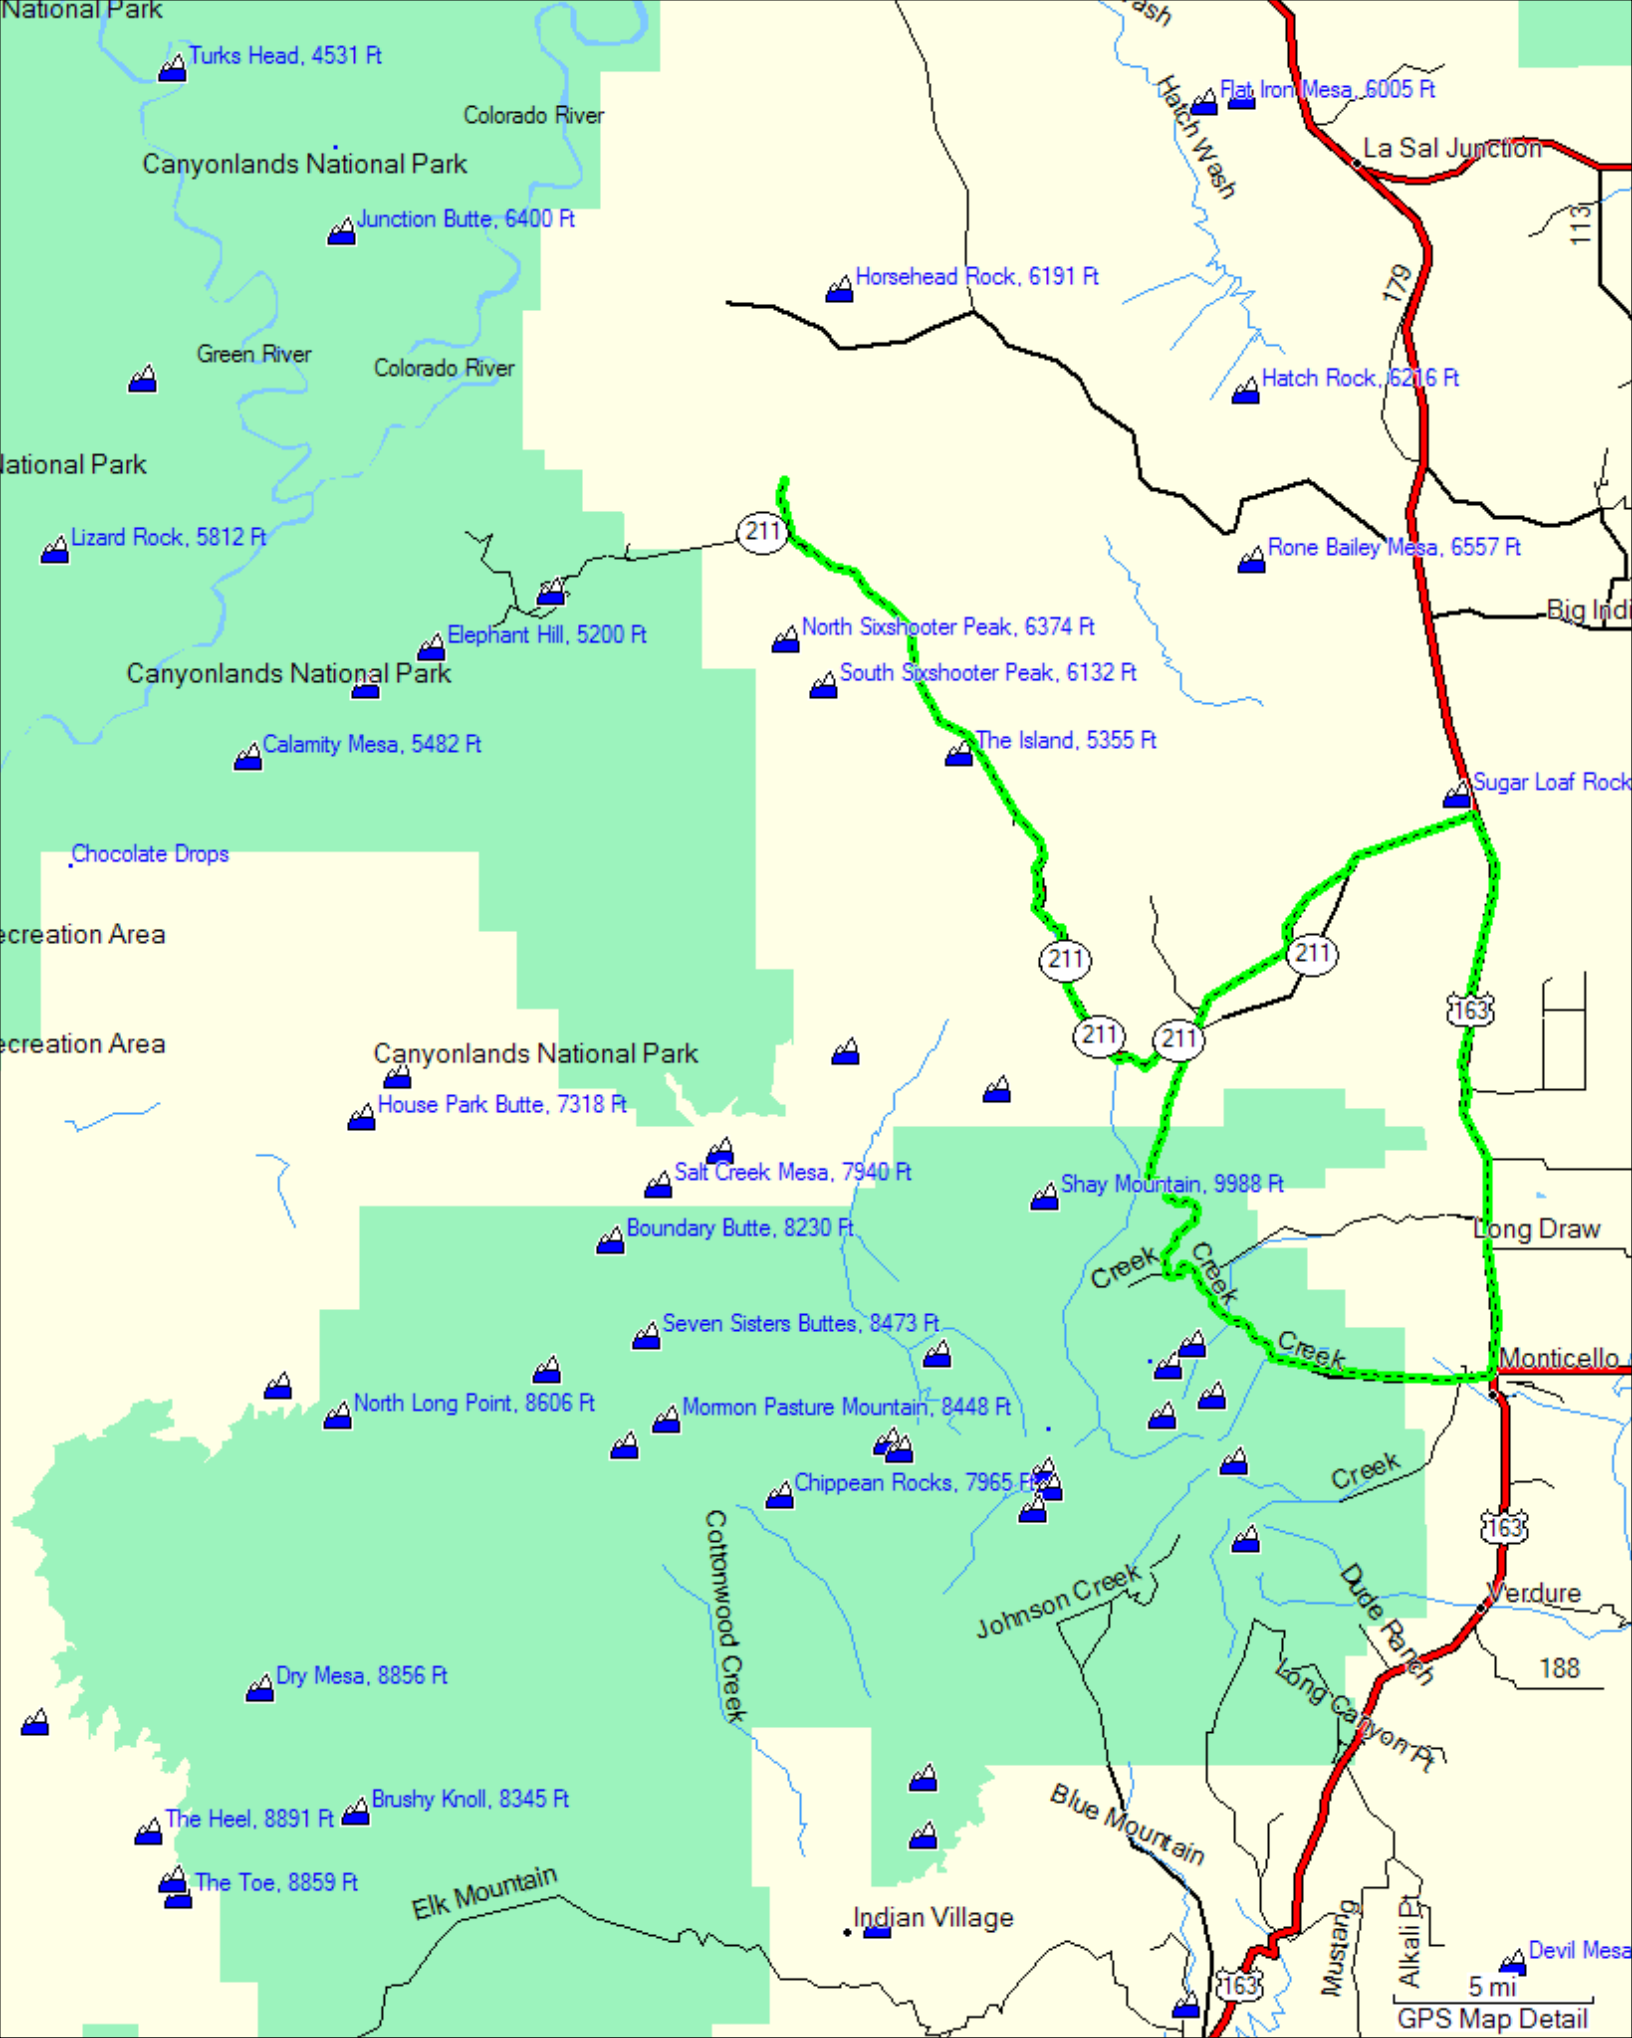 National Park
Wash
Turks Head, 4531 Ft
Flat Iron Mesa, 6005 Ft
Colorado River
Hatch Wash
La Sal Junction
Canyonlands National Park
Junction Butte, 6400 Ft
113
Horsehead Rock, 6191 Ft
179
Green River
Colorado River
Hatch Rock, 6216 Ft
National Park
211
Lizard Rock, 5812 Ft
Rone Bailey Mesa, 6557 Ft
Big Indi
North Sixshooter Peak, 6374 Ft
Elephant Hill, 5200 Ft
Canyonlands National Park
South Sixshooter Peak, 6132 Ft
Calamity Mesa, 5482 Ft
The Island, 5355 Ft
Sugar Loaf Rock
Chocolate Drops
ecreation Area
211
211
163
211
211
ecreation Area
Canyonlands National Park
House Park Butte, 7318 Ft
Salt Creek Mesa, 7940 Ft
Shay Mountain, 9988 Ft
Boundary Butte, 8230 Ft
Long Draw
Creek
Creek
Seven Sisters Buttes, 8473 Ft
Creek
Monticello
North Long Point, 8606 Ft
Mormon Pasture Mountain, 8448 Ft
Chippean Rocks, 7965 Ft
Creek
163
Cottonwood Creek
Johnson Creek
Dude Ranch
Verdure
Dry Mesa, 8856 Ft
188
Long Canyon Pt
Brushy Knoll, 8345 Ft
The Heel, 8891 Ft
Blue Mountain
The Toe, 8859 Ft
Elk Mountain
Indian Village
Mustang
Alkali Pt
Devil Mesa
163
5 mi
GPS Map Detail